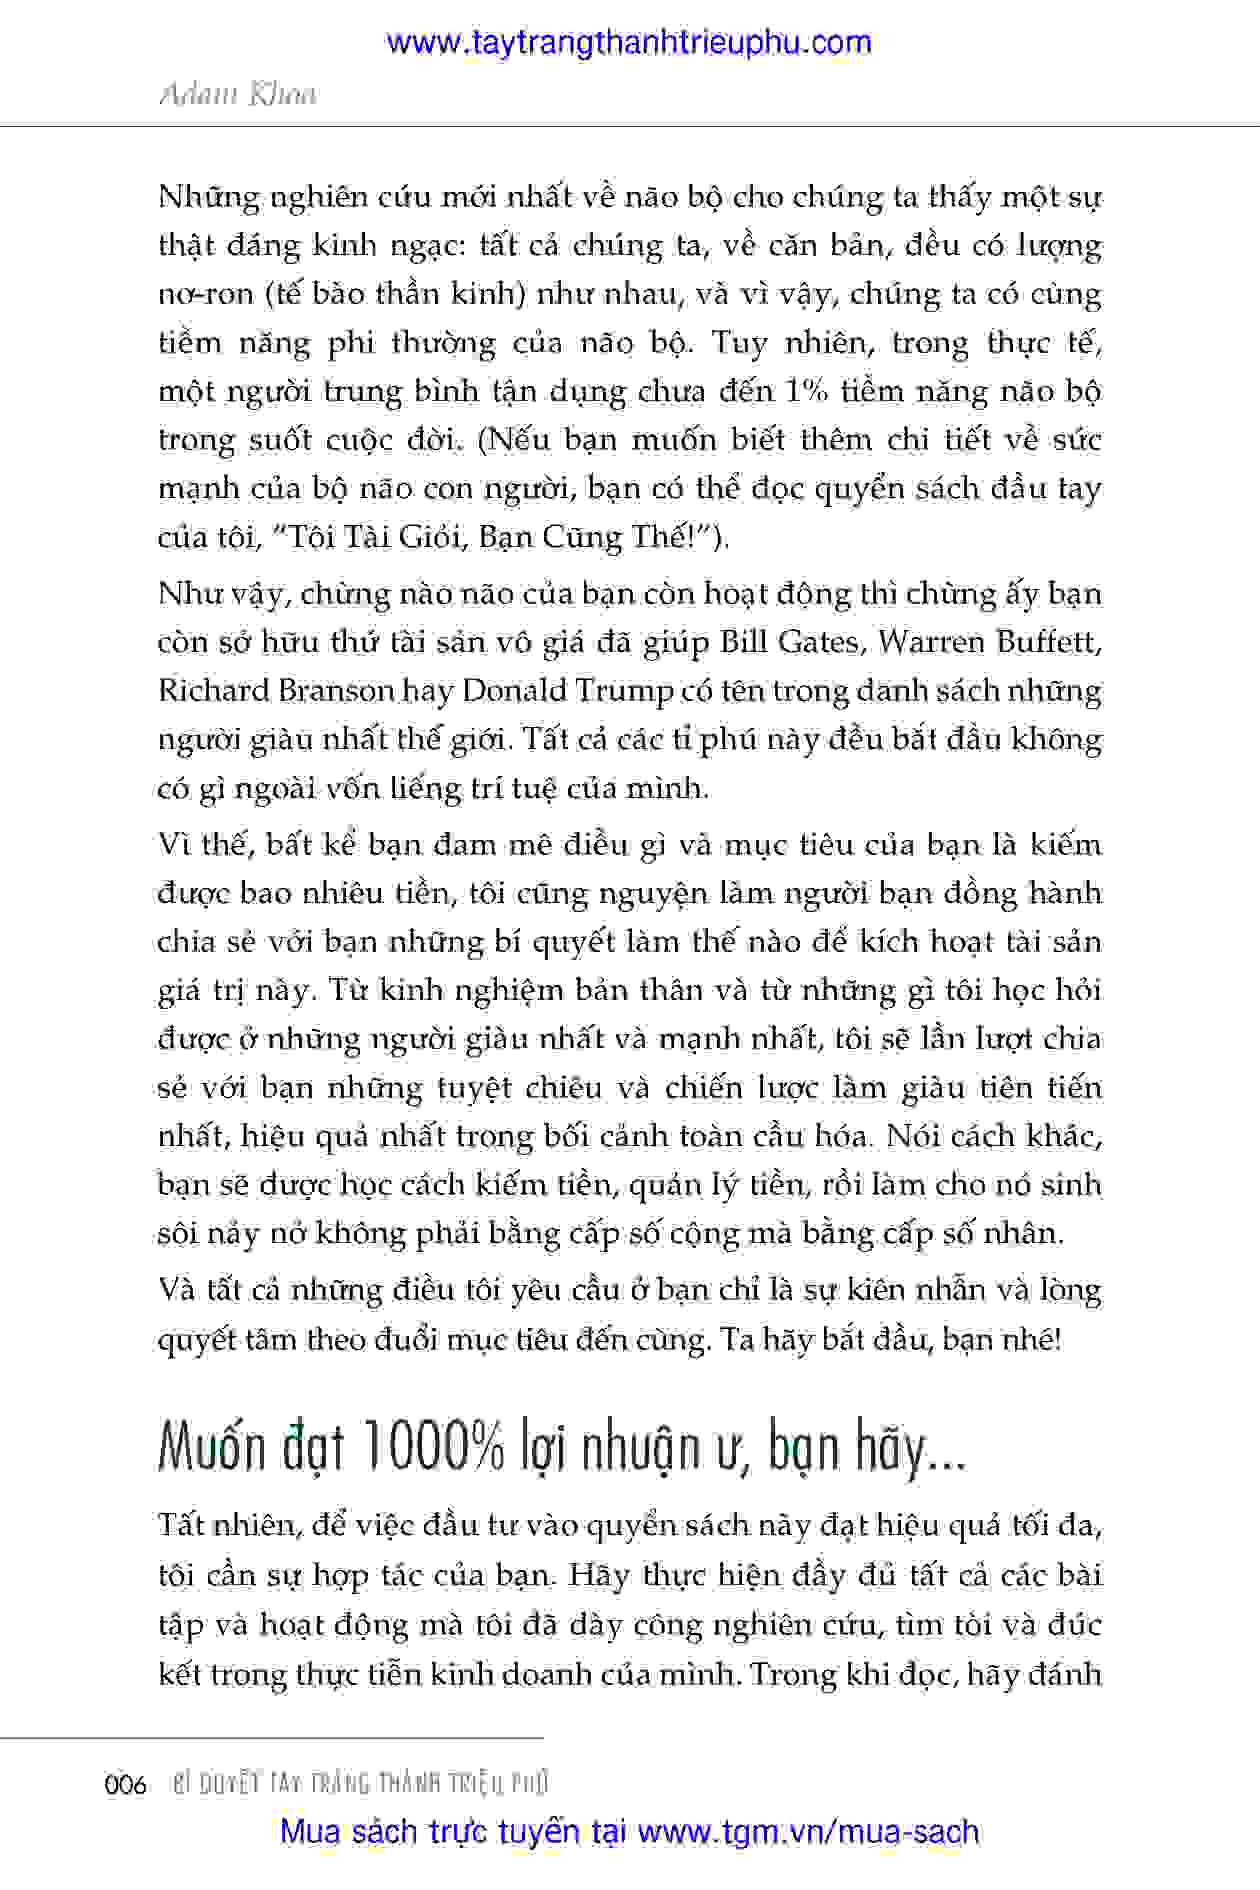 www.taytrangthanhtrieuphu.com
Adam Khoo
Những nghiên cứu mới nhất về não bộ cho chúng ta thấy một sự
thật đáng kinh ngạc: tất cả chúng ta, về căn bản, đều có lượng
nơ-ron (tế bào thần kinh) như nhau, và vì vậy, chúng ta có cùng
tiềm năng phi thường của não bộ. Tuy nhiên, trong thực tế,
một người trung bình tận dụng chưa đến 1% tiềm năng não bộ
trong suốt cuộc đời. (Nếu bạn muốn biết thêm chi tiết về sức
mạnh của bộ não con người, bạn có thể đọc quyển sách đầu tay
của tôi, “Tôi Tài Giỏi, Bạn Cũng Thế!”).
Như vậy, chừng nào não của bạn còn hoạt động thì chừng ấy bạn
còn sở hữu thứ tài sản vô giá đã giúp Bill Gates, Warren Buffett,
Richard Branson hay Donald Trump có tên trong danh sách những
người giàu nhất thế giới. Tất cả các tỉ phú này đều bắt đầu không
có gì ngoài vốn liếng trí tuệ của mình.
Vì thế, bất kể bạn đam mê điều gì và mục tiêu của bạn là kiếm
được bao nhiêu tiền, tôi cũng nguyện làm người bạn đồng hành
chia sẻ với bạn những bí quyết làm thế nào để kích hoạt tài sản
giá trị này. Từ kinh nghiệm bản thân và từ những gì tôi học hỏi
được ở những người giàu nhất và mạnh nhất, tôi sẽ lần lượt chia
sẻ với bạn những tuyệt chiêu và chiến lược làm giàu tiên tiến
nhất, hiệu quả nhất trong bối cảnh toàn cầu hóa. Nói cách khác,
bạn sẽ được học cách kiếm tiền, quản lý tiền, rồi làm cho nó sinh
sôi nảy nở không phải bằng cấp số cộng mà bằng cấp số nhân.
Và tất cả những điều tôi yêu cầu ở bạn chỉ là sự kiên nhẫn và lòng
quyết tâm theo đuổi mục tiêu đến cùng. Ta hãy bắt đầu, bạn nhé!
Muốn đạt 1000% lợi nhuận ư, bạn hãy...
Tất nhiên, để việc đầu tư vào quyển sách này đạt hiệu quả tối đa,
tôi cần sự hợp tác của bạn. Hãy thực hiện đầy đủ tất cả các bài
tập và hoạt động mà tôi đã dày công nghiên cứu, tìm tòi và đúc
kết trong thực tiễn kinh doanh của mình. Trong khi đọc, hãy đánh
006 BÍ QUYẾT TAY TRẮNG THÀNH TRIỆU PHÚ
Mua sách trực tuyến tại www.tgm.vn/mua-sach